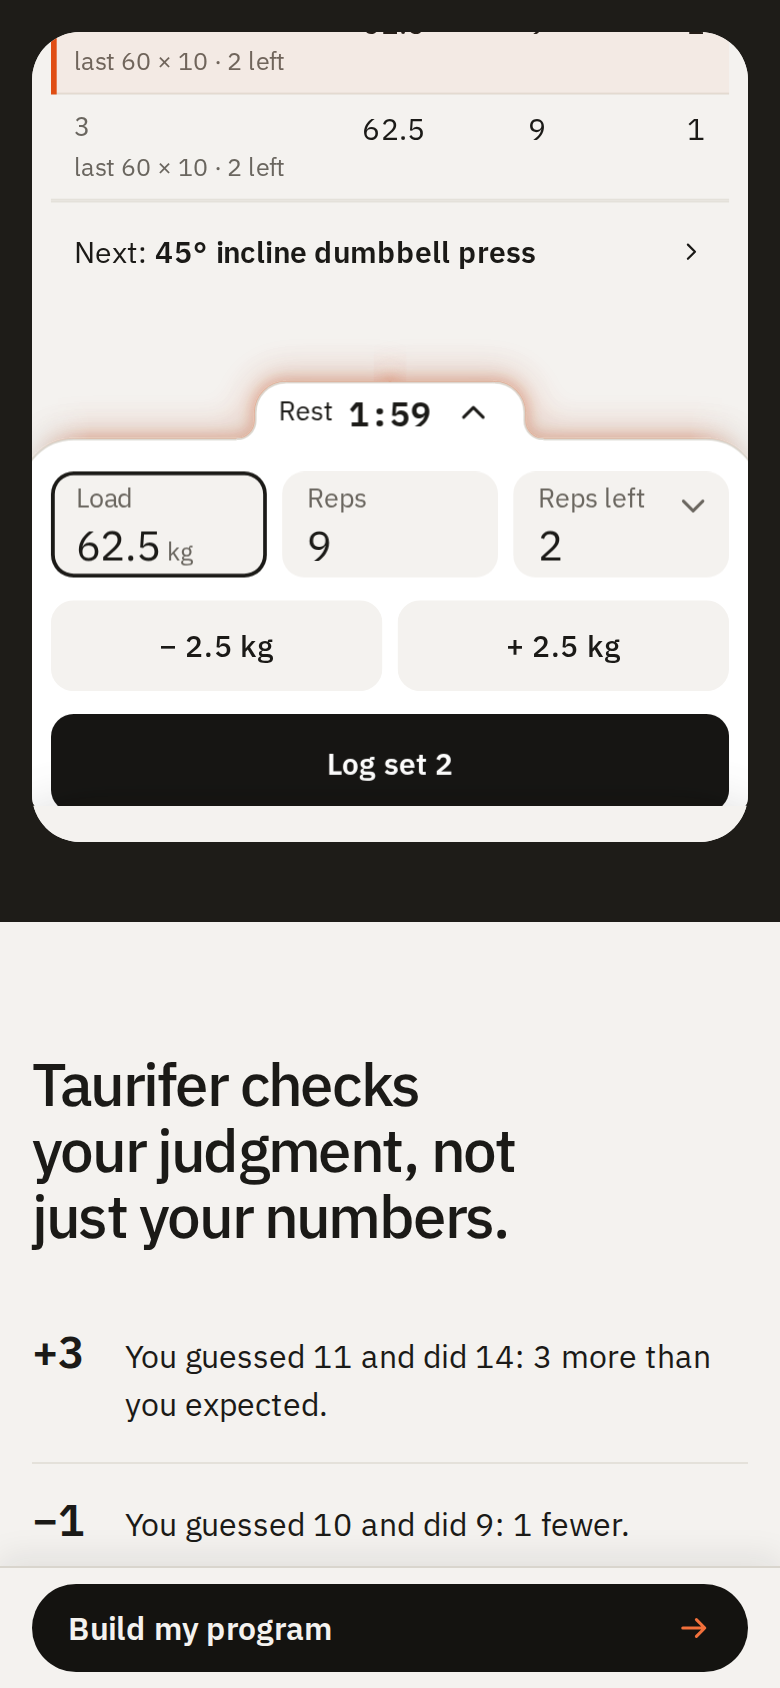 last 60 × 10 · 2 left
3 62.5 9 1
last 60 × 10 · 2 left
Next: 45° incline dumbbell press
Rest 1:59
Load Reps Reps left
62.5 kg 9 2
− 2.5 kg + 2.5 kg
Log set 2
Taurifer checks
your judgment, not
just your numbers.
+3 You guessed 11 and did 14: 3 more than
you expected.
−1 You guessed 10 and did 9: 1 fewer.
Build my program